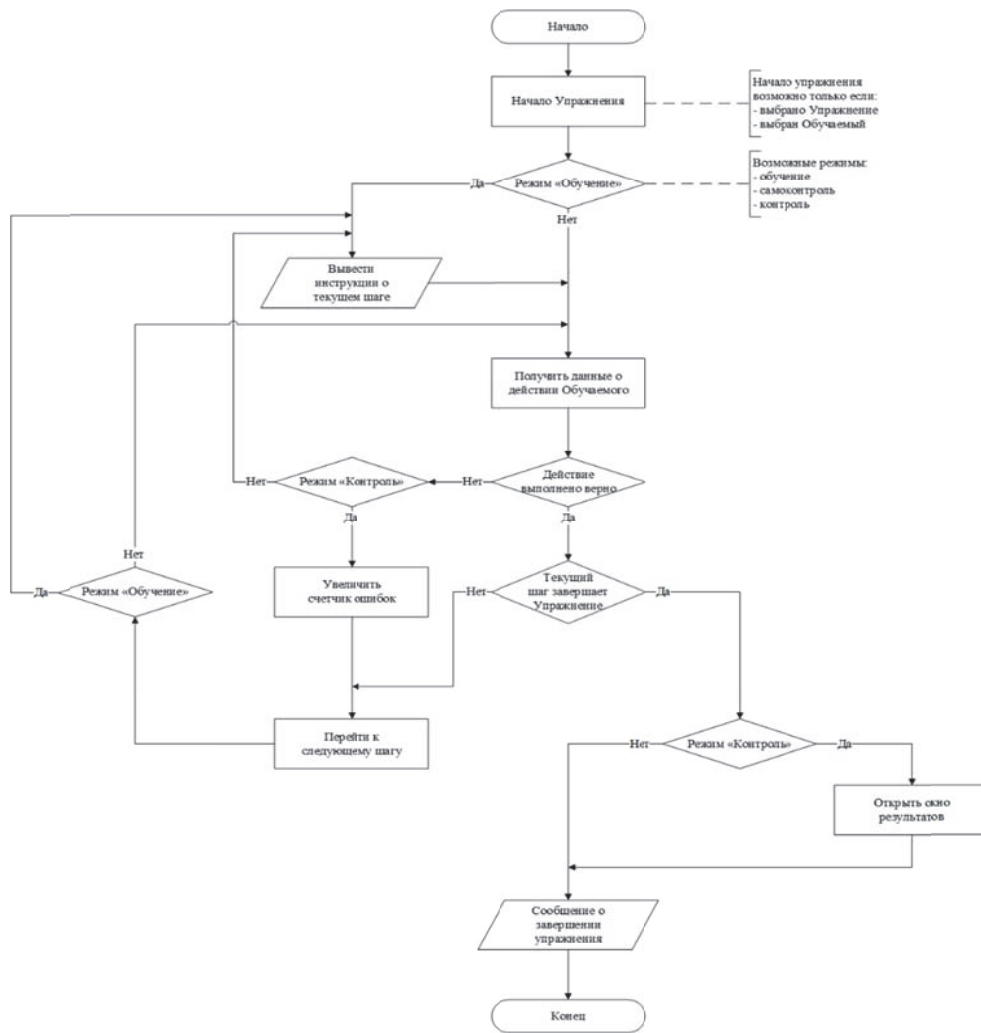 Начало
Начало Упражнения
Начало упражнения
возможно только если:
- выбрано Упражнение
- выбран Обучаемый
Режим «Обучение»
Да
Нет
Возможные режимы:
- обучение
- самоконтроль
- контроль
Вывести
инструкции о
текущем шаге
Получить данные о
действии Обучаемого
Действие
выполнено верно
Нет
Да
Режим «Контроль»
Нет
Да
Увеличить
счетчик ошибок
Текущий
шаг завершает
Упражнение
Нет
Да
Режим «Обучение»
Нет
Да
Перейти к
следующему шагу
Режим «Контроль»
Нет
Да
Открыть окно
результатов
Сообщение о
завершении
упражнения
Конец